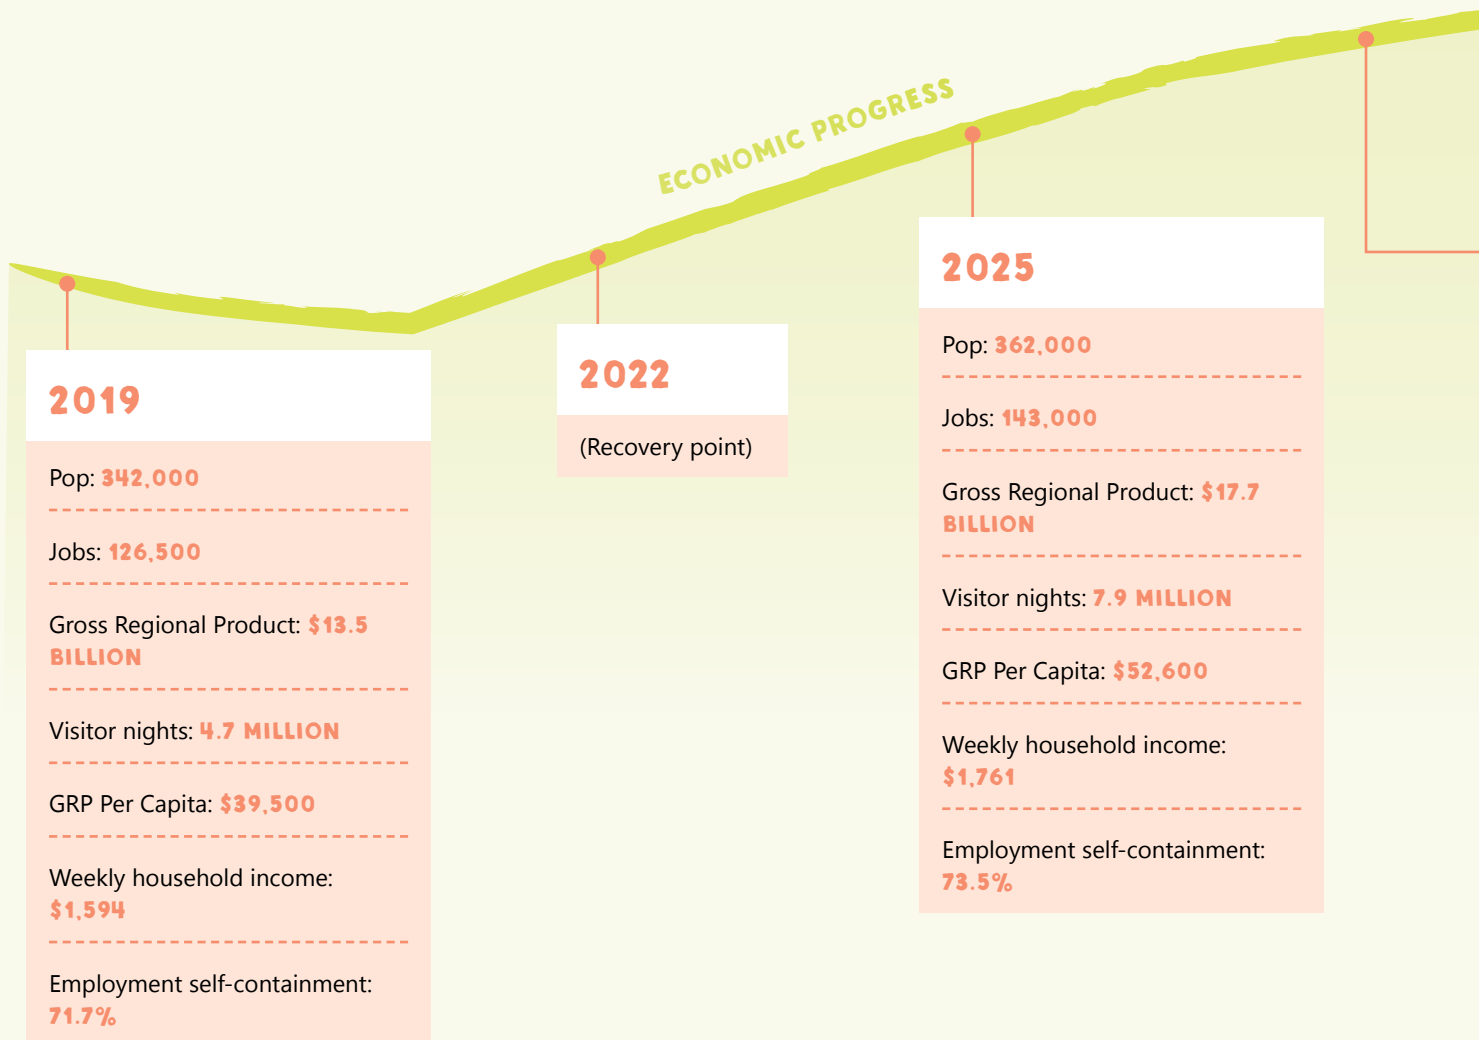 ECONOMIC PROGRESS
2019
Pop: 342,000
Jobs: 126,500
Gross Regional Product: $13.5
BILLION
Visitor nights: 4.7 MILLION
GRP Per Capita: $39,500
Weekly household income:
$1,594
Employment self-containment:
71.7%
2022
(Recovery point)
2025
Pop: 362,000
Jobs: 143,000
Gross Regional Product: $17.7
BILLION
Visitor nights: 7.9 MILLION
GRP Per Capita: $52,600
Weekly household income:
$1,761
Employment self-containment:
73.5%